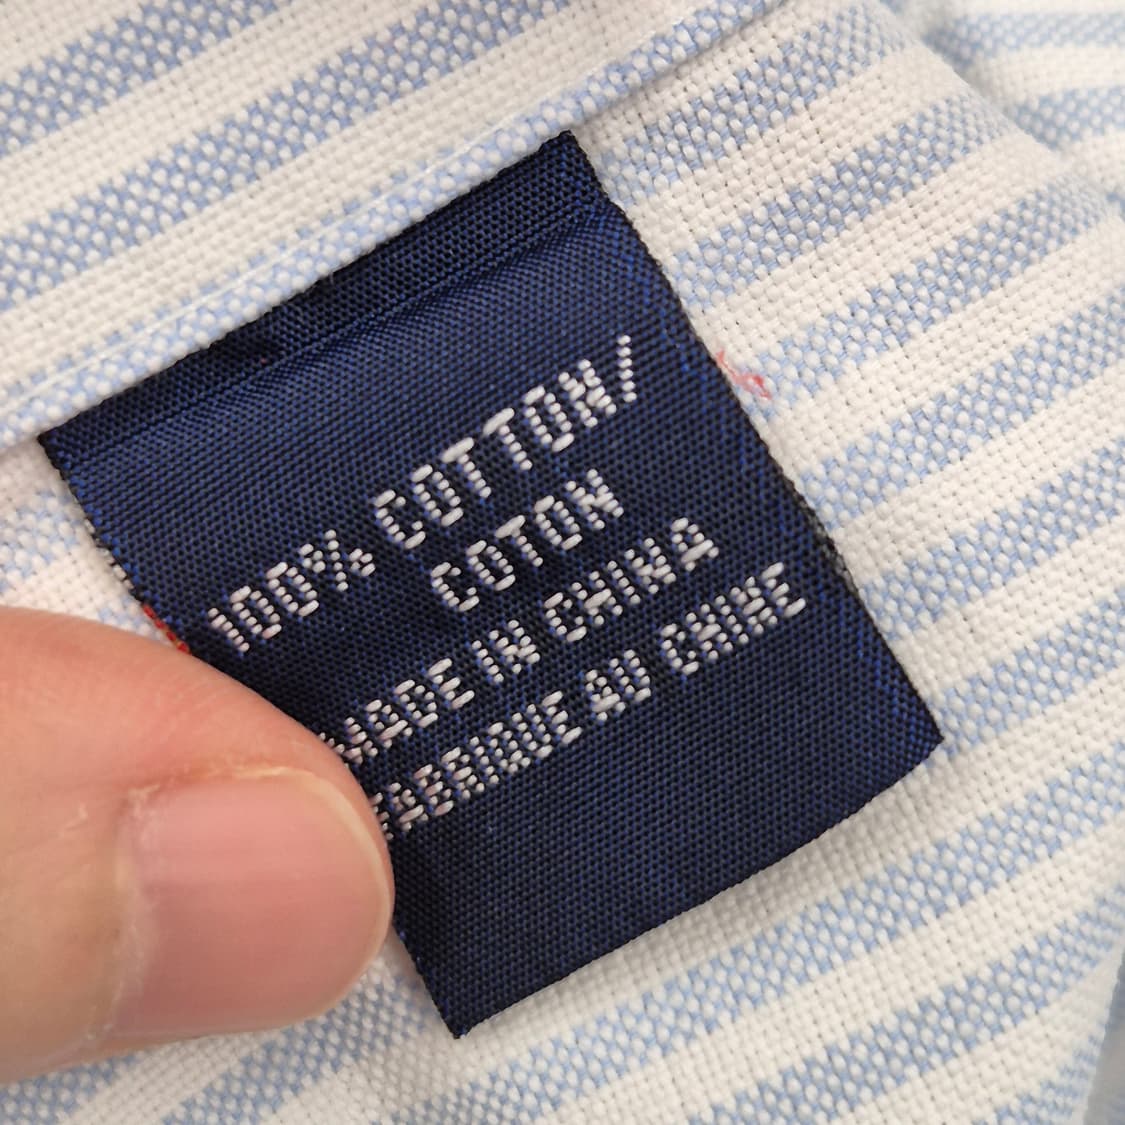 100% COTTON/
COTON
MADE IN CHINA
FABRIQUE AU CHINE